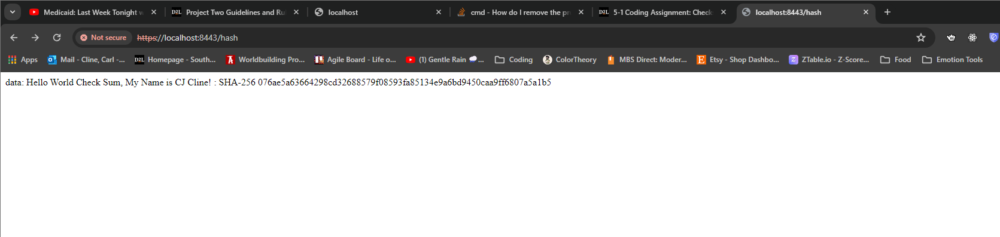 Medicaid: Last Week Tonight w
Project Two Guidelines and Ru
localhost
cmd - How do I remove the pr
5-1 Coding Assignment: Check
localhost:8443/hash
Not secure https://localhost:8443/hash
Apps Mail - Cline, Carl -... D2L Homepage - South... Worldbuilding Pro... Agile Board - Life o... (1) Gentle Rain 🌧️... Coding ColorTheory MBS Direct: Moder... E Etsy - Shop Dashbo... Z ZTable.io - Z-Score... Food Emotion Tools
data: Hello World Check Sum, My Name is CJ Cline! : SHA-256 076ae5a63664298cd32688579f08593fa85134e9a6bd9450caa9ff6807a5a1b5